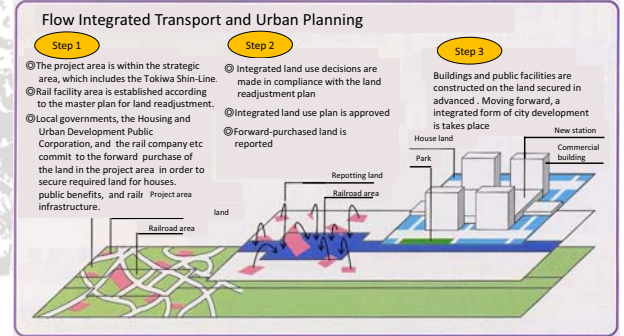 Flow Integrated Transport and Urban Planning
Step 1
◎The project area is within the strategic
area, which includes the Tokiwa Shin-Line.
◎Rail facility area is established according
to the master plan for land readjustment.
◎Local governments, the Housing and
Urban Development Public
Corporation, and the rail company etc
commit to the forward purchase of
the land in the project area in order to
secure required land for houses.
public benefits, and railr
infrastructure.
Project area
land
Railroad area
Step 2
◎ Integrated land use decisions are
made in compliance with the land
readjustment plan
◎Integrated land use plan is approved
◎Forward-purchased land is
reported
Repotting land
Railroad area
Step 3
Buildings and public facilities are
constructed on the land secured in
advanced . Moving forward, a
integrated form of city development
is takes place
House land
Park
New station
Commercial
building